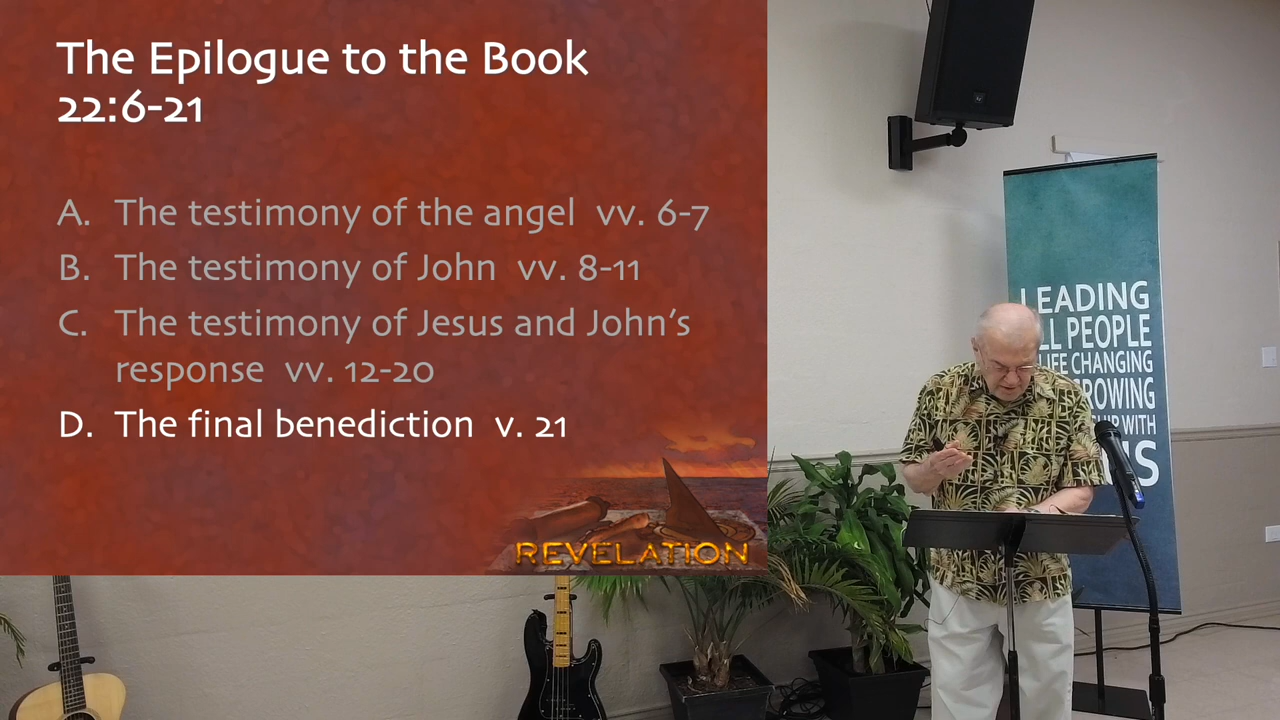 The Epilogue to the Book
22:6-21
A. The testimony of the angel vv. 6-7
B. The testimony of John vv. 8-11
C. The testimony of Jesus and John's
response vv. 12-20
D. The final benediction v. 21
REVELATION
LEADING
PEOPLE
LIFE CHANGING
WITH